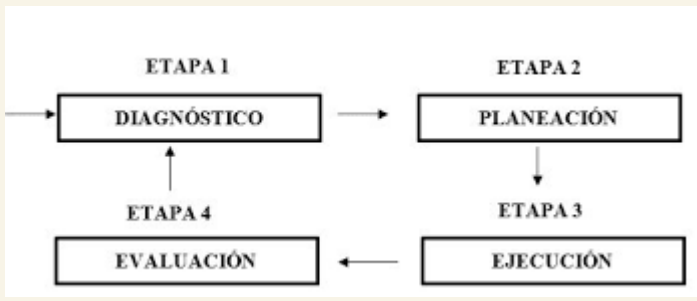 ETAPA 1
DIAGNÓSTICO
ETAPA 2
PLANEACIÓN
ETAPA 3
EJECUCIÓN
ETAPA 4
EVALUACIÓN